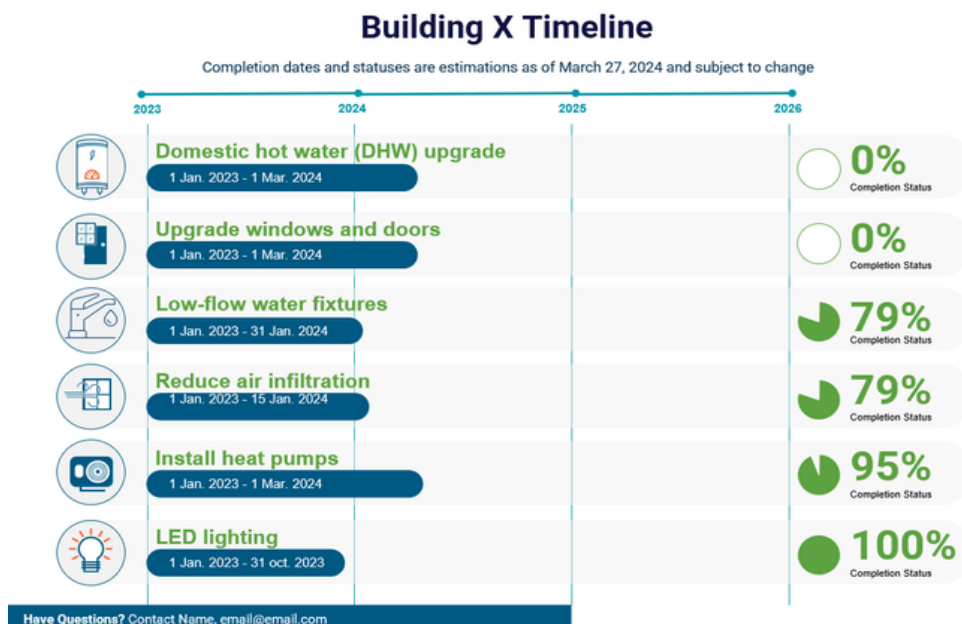 Building X Timeline
Completion dates and statuses are estimations as of March 27, 2024 and subject to change
2023 2024 2025 2026
Domestic hot water (DHW) upgrade
1 Jan. 2023 - 1 Mar. 2024
0%
Completion Status
Upgrade windows and doors
1 Jan. 2023 - 1 Mar. 2024
0%
Completion Status
Low-flow water fixtures
1 Jan. 2023 - 31 Jan. 2024
79%
Completion Status
Reduce air infiltration
1 Jan. 2023 - 15 Jan. 2024
79%
Completion Status
Install heat pumps
1 Jan. 2023 - 1 Mar. 2024
95%
Completion Status
LED lighting
1 Jan. 2023 - 31 oct. 2023
100%
Completion Status
Have Questions? Contact Name, email@email.com